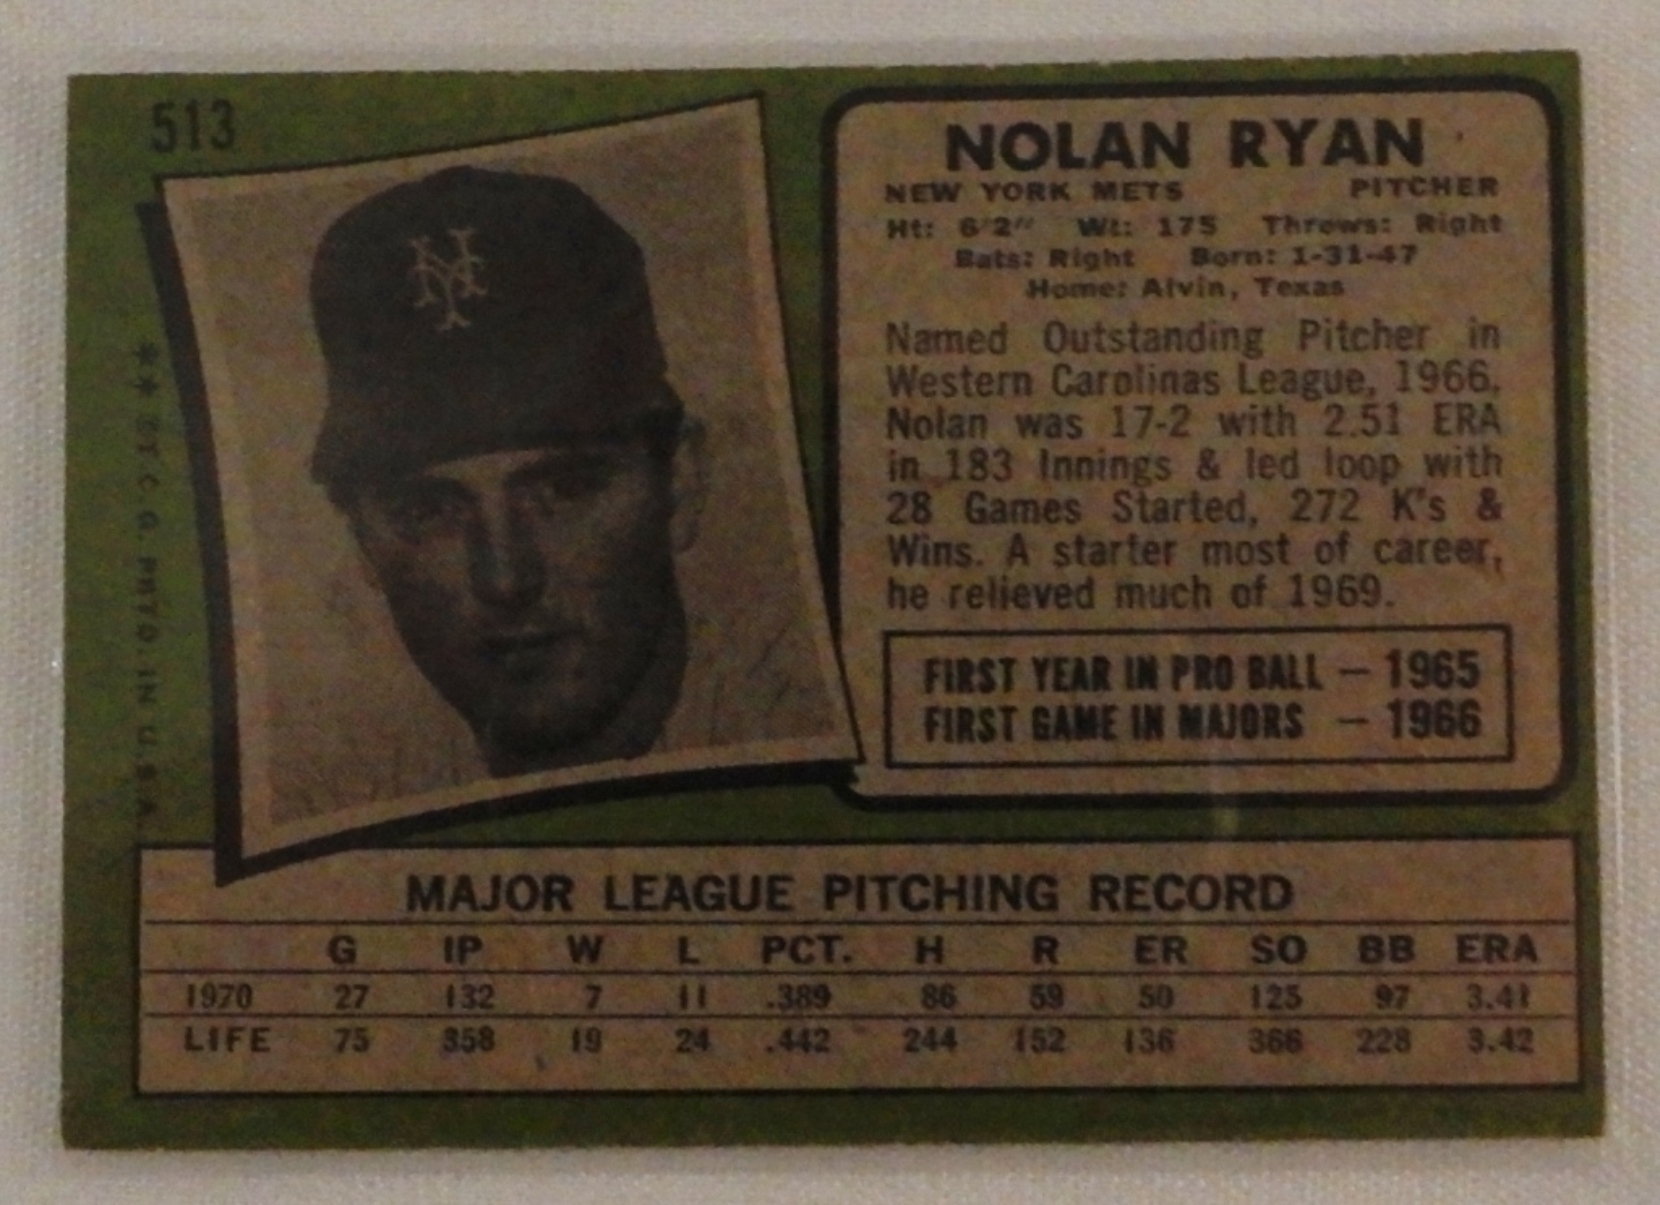 513
NOLAN RYAN
NEW YORK METS PITCHER
Ht: 6'2" Wt: 175 Throws: Right
Bats: Right Born: 1-31-47
Home: Alvin, Texas
Named Outstanding Pitcher in
Western Carolinas League, 1966.
Nolan was 17-2 with 2.51 ERA
in 183 Innings & led loop with
28 Games Started, 272 K's &
Wins. A starter most of career,
he relieved much of 1969.
FIRST YEAR IN PRO BALL — 1965
FIRST GAME IN MAJORS — 1966
NY
** ©T. C. G. PRTD. IN U.S.A.
MAJOR LEAGUE PITCHING RECORD
G IP W L PCT. H R ER SO BB ERA
1970 27 132 7 11 .389 86 59 50 125 97 3.41
LIFE 75 358 19 24 .442 244 152 136 366 228 3.42